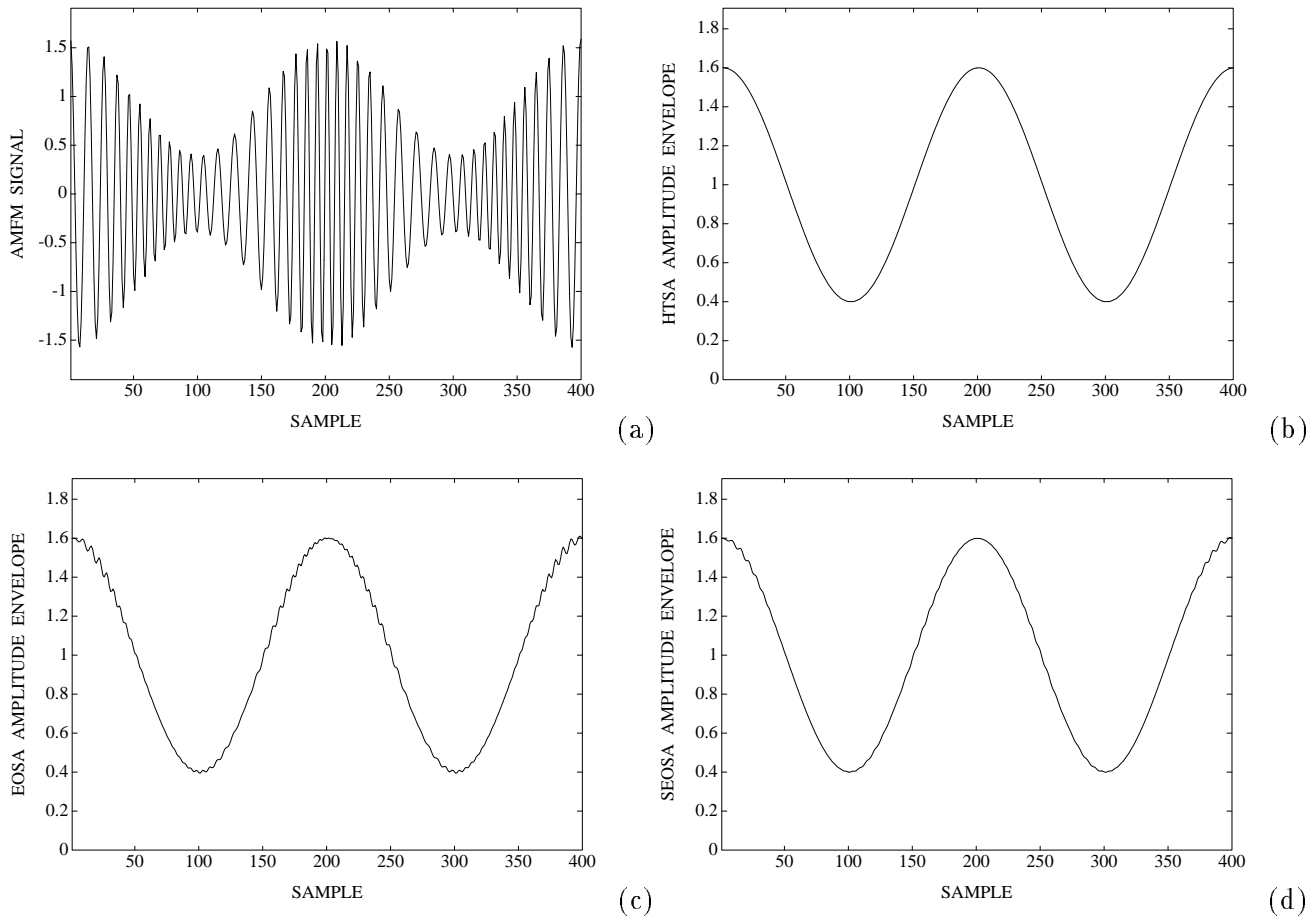 AMFM SIGNAL
1.5
1
0.5
0
-0.5
-1
-1.5
50 100 150 200 250 300 350 400
SAMPLE
(a)
HTSA AMPLITUDE ENVELOPE
1.8
1.6
1.4
1.2
1
0.8
0.6
0.4
0.2
0
50 100 150 200 250 300 350 400
SAMPLE
(b)
EOSA AMPLITUDE ENVELOPE
1.8
1.6
1.4
1.2
1
0.8
0.6
0.4
0.2
0
50 100 150 200 250 300 350 400
SAMPLE
(c)
SEOSA AMPLITUDE ENVELOPE
1.8
1.6
1.4
1.2
1
0.8
0.6
0.4
0.2
0
50 100 150 200 250 300 350 400
SAMPLE
(d)